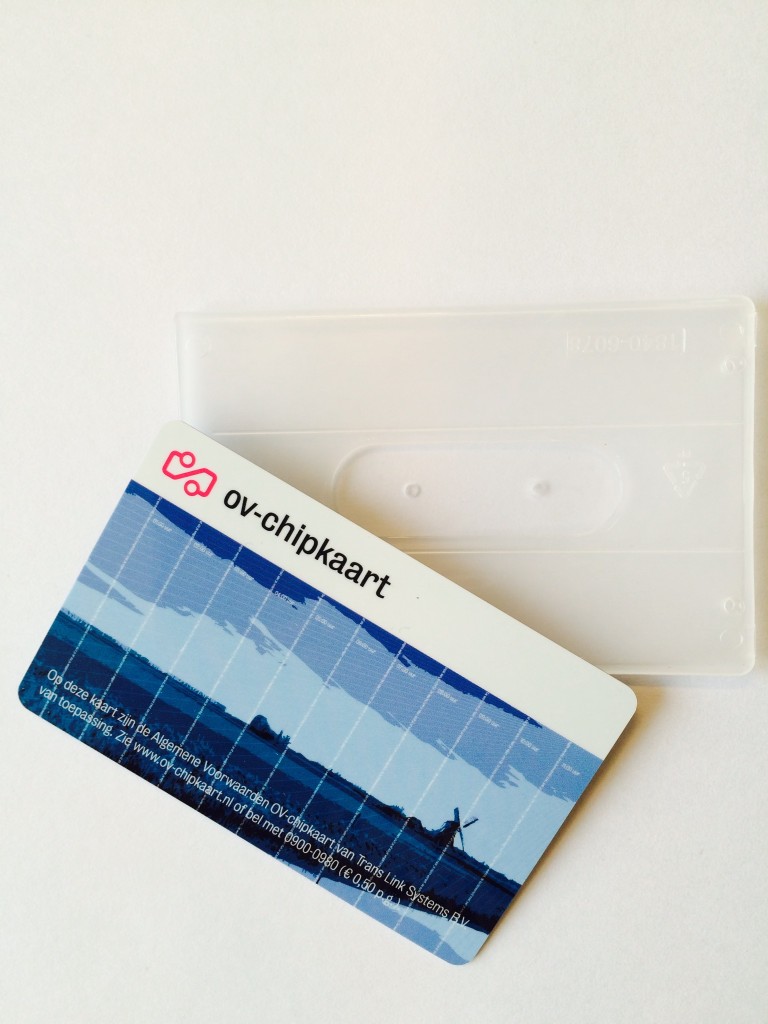 ov-chipkaart
Op deze kaart zijn de Algemene Voorwaarden OV-chipkaart van Trans Link Systems B.V.
van toepassing. Zie www.ov-chipkaart.nl of bel met 0900-0980 (€ 0,50 p.g.)